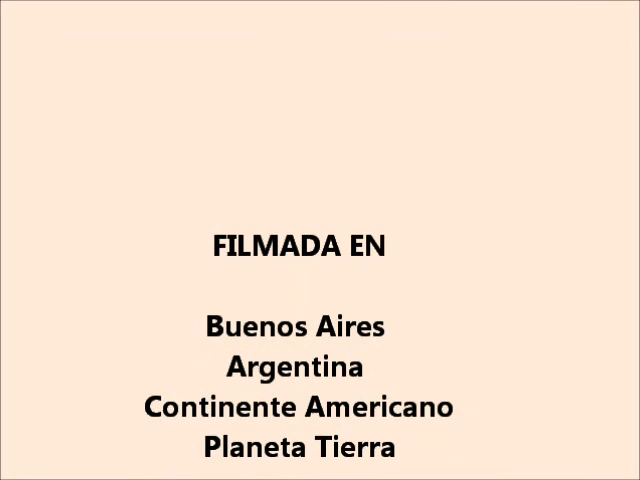 FILMADA EN
Buenos Aires
Argentina
Continente Americano
Planeta Tierra